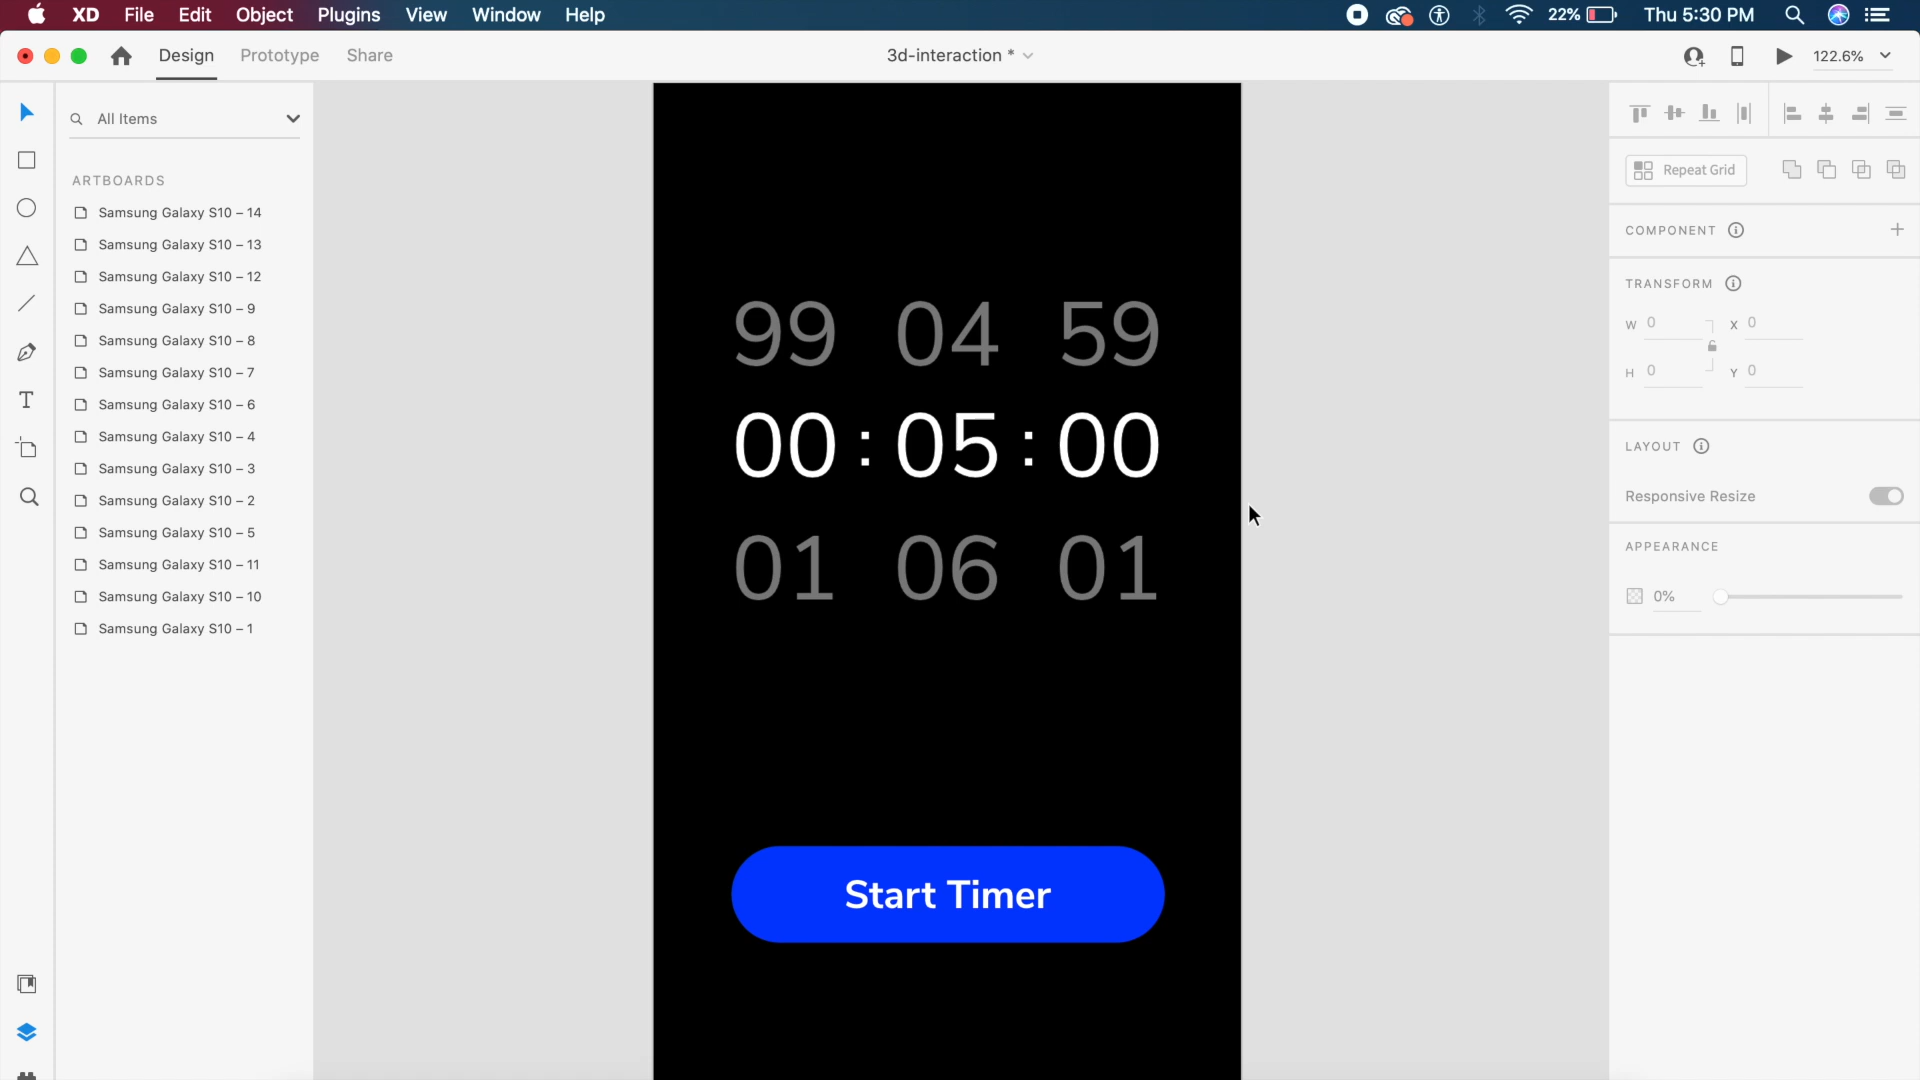 XD File Edit Object Plugins View Window Help 22% Thu 5:30 PM
Design Prototype Share 3d-interaction * 122.6%
All Items
ARTBOARDS
Samsung Galaxy S10 – 14
Samsung Galaxy S10 – 13
Samsung Galaxy S10 – 12
Samsung Galaxy S10 – 9
Samsung Galaxy S10 – 8
Samsung Galaxy S10 – 7
Samsung Galaxy S10 – 6
Samsung Galaxy S10 – 4
Samsung Galaxy S10 – 3
Samsung Galaxy S10 – 2
Samsung Galaxy S10 – 5
Samsung Galaxy S10 – 11
Samsung Galaxy S10 – 10
Samsung Galaxy S10 – 1
99 04 59
00 : 05 : 00
01 06 01
Start Timer
Repeat Grid
COMPONENT
TRANSFORM
W 0 X 0
H 0 Y 0
LAYOUT
Responsive Resize
APPEARANCE
0%